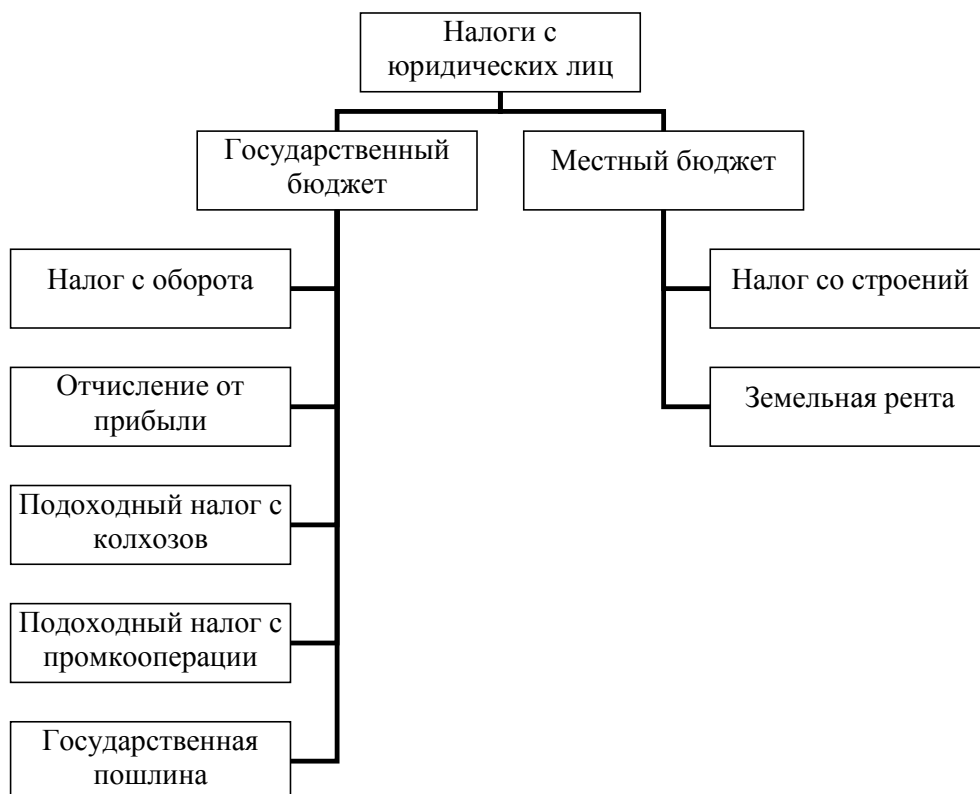 Налоги с
юридических лиц
Государственный
бюджет
Местный бюджет
Налог с оборота
Отчисление от
прибыли
Подоходный налог с
колхозов
Подоходный налог с
промкооперации
Государственная
пошлина
Налог со строений
Земельная рента